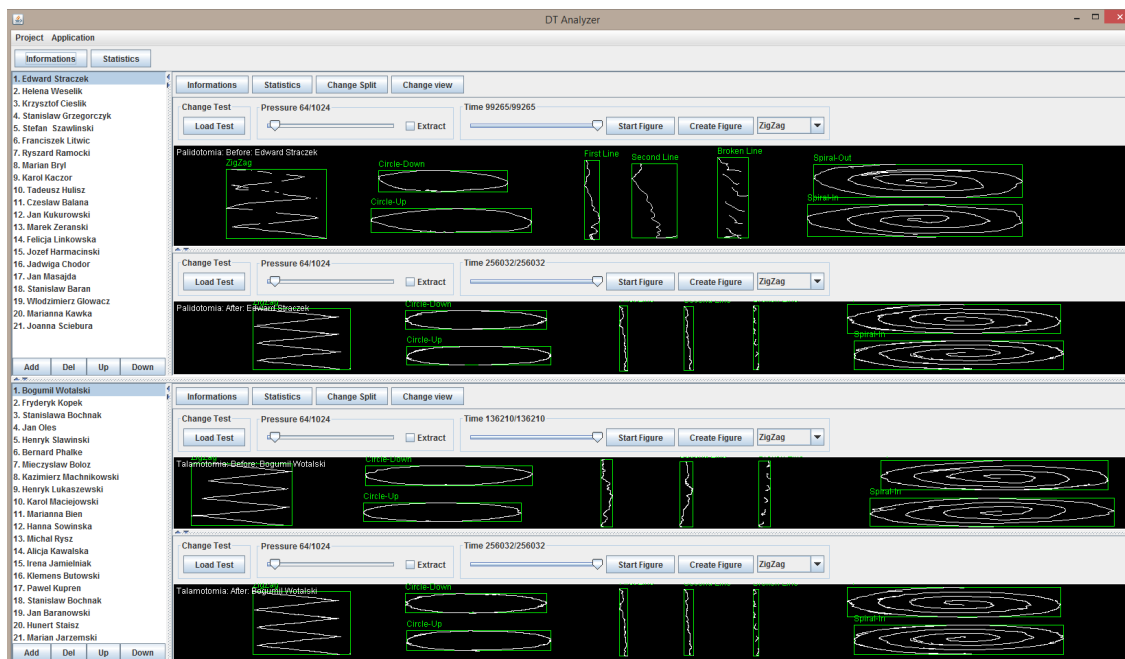 DT Analyzer
Project Application
Informations Statistics
1. Edward Straczek
2. Helena Weselik
3. Krzysztof Cieslik
4. Stanislaw Grzegorczyk
5. Stefan Szawlinski
6. Franciszek Litwic
7. Ryszard Ramocki
8. Marian Bryl
9. Karol Kaczor
10. Tadeusz Hulisz
11. Czeslaw Balana
12. Jan Kukurowski
13. Marek Zeranski
14. Felicja Linkowska
15. Jozef Harmacinski
16. Jadwiga Chodor
17. Jan Masajda
18. Stanislaw Baran
19. Wlodzimierz Glowacz
20. Marianna Kawka
21. Joanna Sciebura
Add Del Up Down
Informations Statistics Change Split Change view
Change Test Pressure 64/1024 Time 99265/99265
Load Test Extract Start Figure Create Figure ZigZag
Palidotomia: Before: Edward Straczek
ZigZag Circle-Down First Line Second Line Broken Line Spiral-Out
Circle-Up Spiral-In
Change Test Pressure 64/1024 Time 256032/256032
Load Test Extract Start Figure Create Figure ZigZag
Palidotomia: After: Edward Straczek
ZigZag Circle-Down
Circle-Up Spiral-In
1. Bogumil Wotalski
2. Fryderyk Kopek
3. Stanislawa Bochnak
4. Jan Oles
5. Henryk Slawinski
6. Bernard Phalke
7. Mieczyslaw Boloz
8. Kazimierz Machnikowski
9. Henryk Lukaszewski
10. Karol Maciejowski
11. Marianna Bien
12. Hanna Sowinska
13. Michal Rysz
14. Alicja Kawalska
15. Irena Jamielniak
16. Klemens Butowski
17. Pawel Kupren
18. Stanislaw Bochnak
19. Jan Baranowski
20. Hunert Staisz
21. Marian Jarzemski
Add Del Up Down
Informations Statistics Change Split Change view
Change Test Pressure 64/1024 Time 136210/136210
Load Test Extract Start Figure Create Figure ZigZag
Talamotomia: Before: Bogumil Wotalski
ZigZag Circle-Down
Circle-Up Spiral-In
Change Test Pressure 64/1024 Time 256032/256032
Load Test Extract Start Figure Create Figure ZigZag
Talamotomia: After: Bogumil Wotalski
ZigZag Circle-Down
Circle-Up Spiral-In